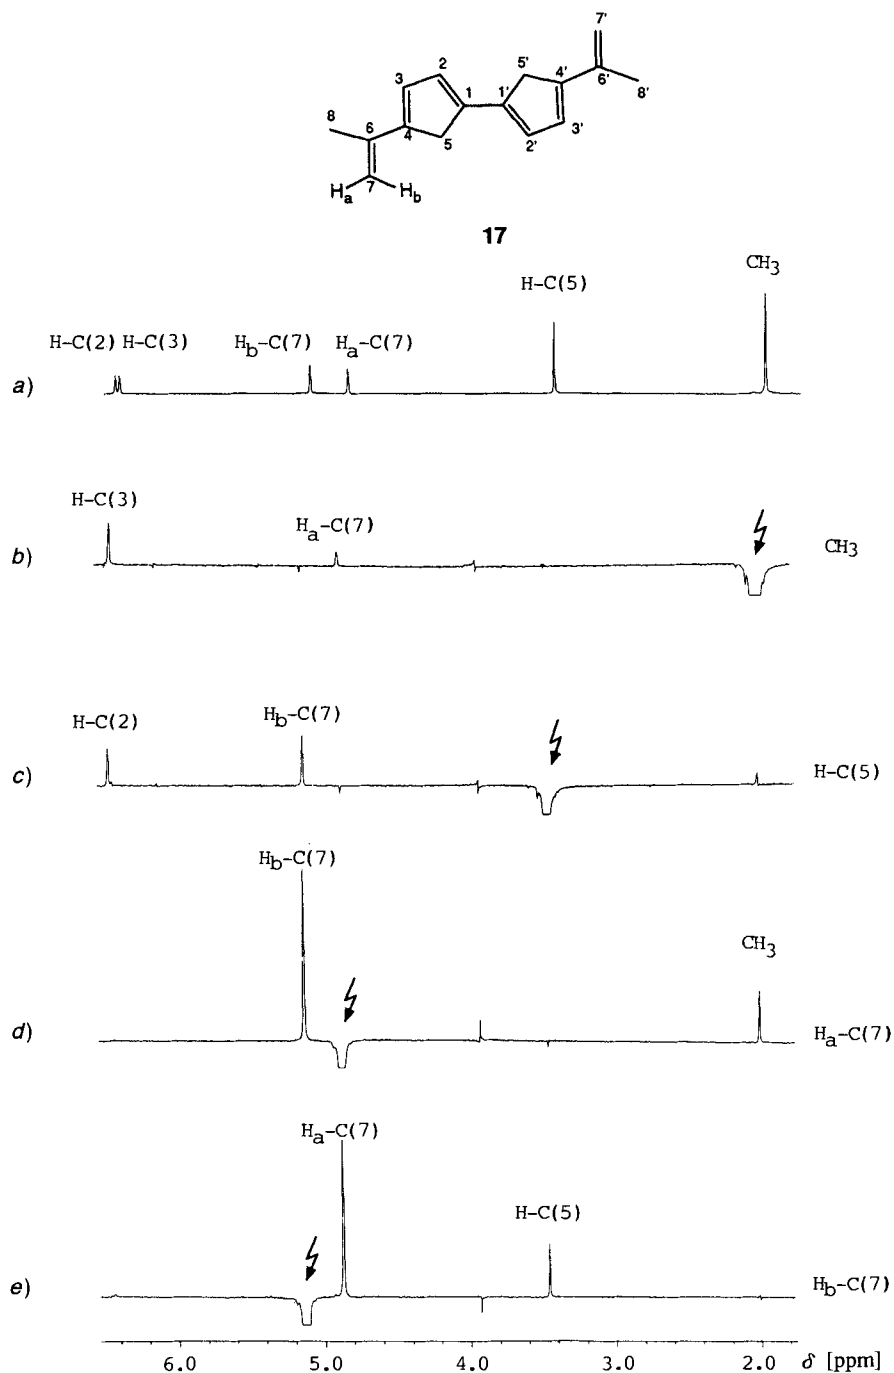 7'
5'
4'
6'
8'
2
3
1
1'
8
6
4
5
2'
3'
7
Ha
Hb
17
CH3
H-C(5)
H-C(2) H-C(3) Hb-C(7) Ha-C(7)
a)
H-C(3)
Ha-C(7)
b)
CH3
H-C(2)
Hb-C(7)
c)
H-C(5)
Hb-C(7)
CH3
d)
Ha-C(7)
Ha-C(7)
H-C(5)
e)
Hb-C(7)
6.0 5.0 4.0 3.0 2.0 δ [ppm]